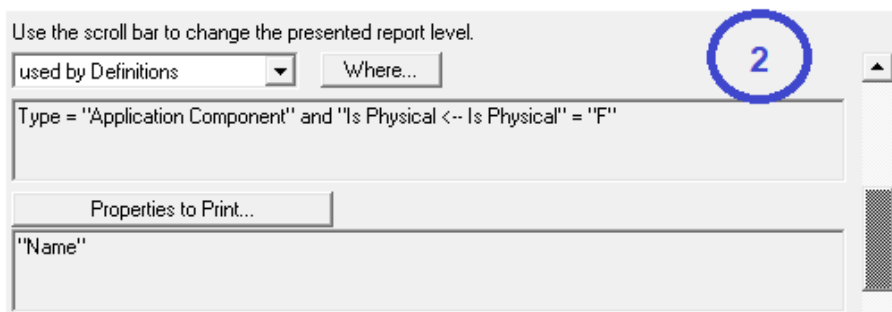 Use the scroll bar to change the presented report level.
used by Definitions Where... 2
Type = "Application Component" and "Is Physical <-- Is Physical" = "F"
Properties to Print...
"Name"